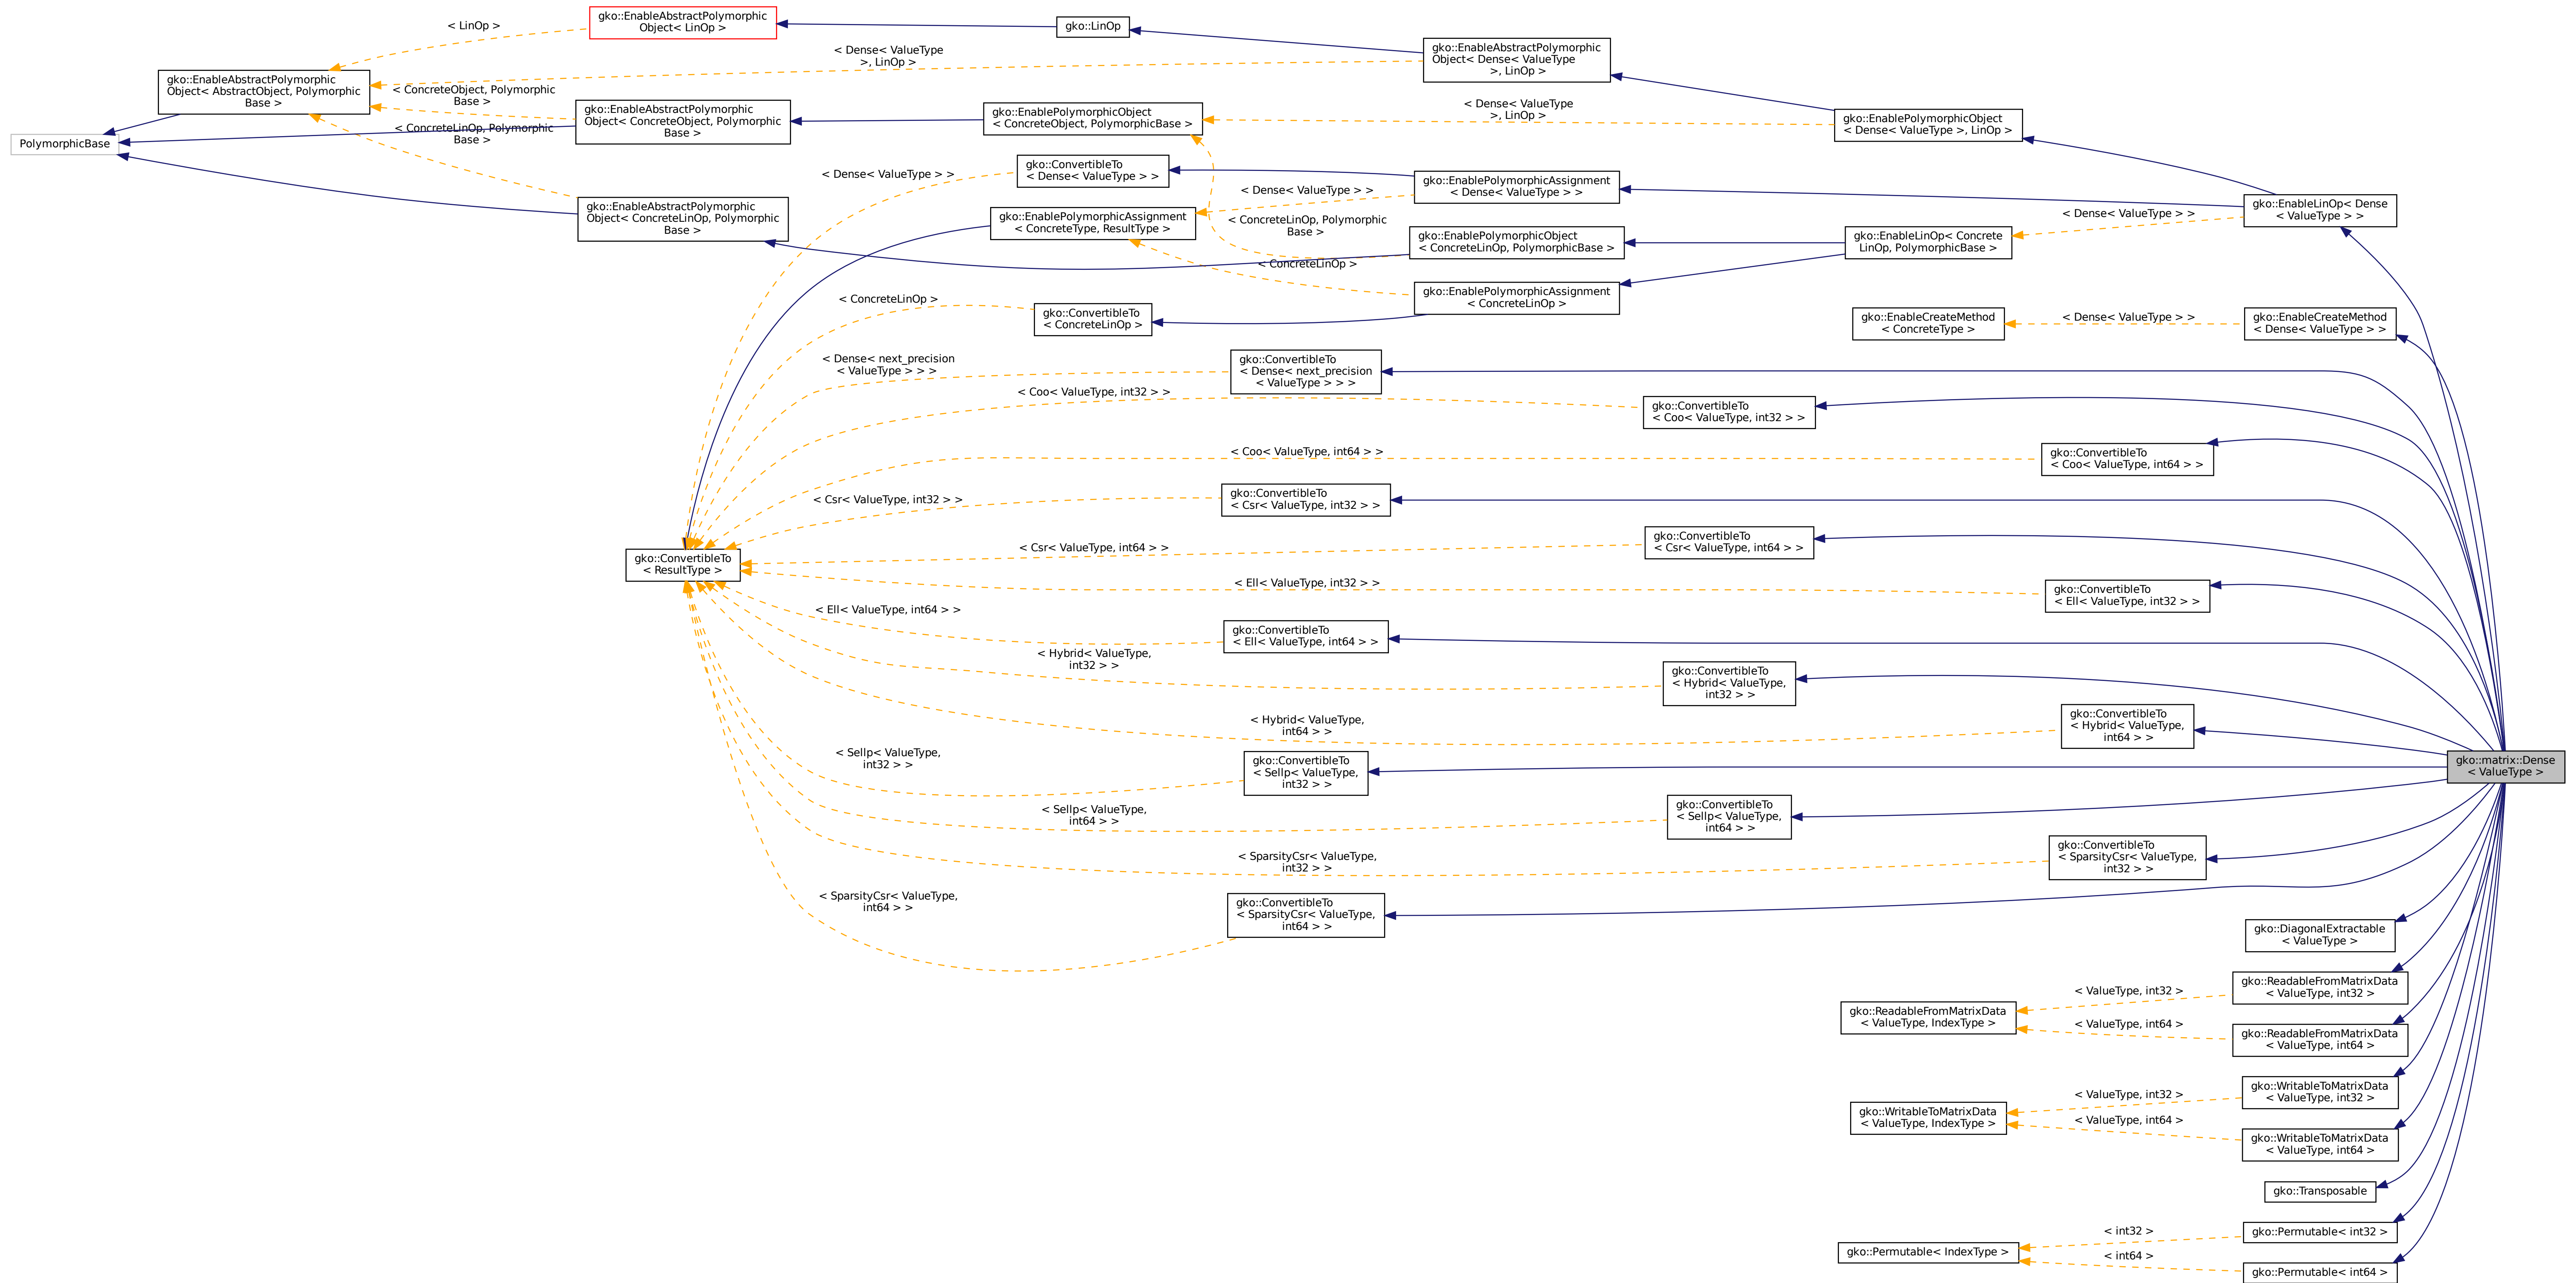 < LinOp >
gko::EnableAbstractPolymorphic
Object< LinOp >
gko::LinOp
< Dense< ValueType
>, LinOp >
gko::EnableAbstractPolymorphic
Object< Dense< ValueType
>, LinOp >
gko::EnableAbstractPolymorphic
Object< AbstractObject, Polymorphic
Base >
< ConcreteObject, Polymorphic
Base >
gko::EnableAbstractPolymorphic
Object< ConcreteObject, Polymorphic
Base >
gko::EnablePolymorphicObject
< ConcreteObject, PolymorphicBase >
< Dense< ValueType
>, LinOp >
gko::EnablePolymorphicObject
< Dense< ValueType >, LinOp >
PolymorphicBase
< ConcreteLinOp, Polymorphic
Base >
< Dense< ValueType > >
gko::ConvertibleTo
< Dense< ValueType > >
< Dense< ValueType > >
gko::EnablePolymorphicAssignment
< Dense< ValueType > >
gko::EnableAbstractPolymorphic
Object< ConcreteLinOp, Polymorphic
Base >
gko::EnablePolymorphicAssignment
< ConcreteType, ResultType >
< ConcreteLinOp, Polymorphic
Base >
gko::EnablePolymorphicObject
< ConcreteLinOp, PolymorphicBase >
gko::EnableLinOp< Concrete
LinOp, PolymorphicBase >
< Dense< ValueType > >
gko::EnableLinOp< Dense
< ValueType > >
< ConcreteLinOp >
gko::EnablePolymorphicAssignment
< ConcreteLinOp >
< ConcreteLinOp >
gko::ConvertibleTo
< ConcreteLinOp >
gko::EnableCreateMethod
< ConcreteType >
< Dense< ValueType > >
gko::EnableCreateMethod
< Dense< ValueType > >
< Dense< next_precision
< ValueType > > >
gko::ConvertibleTo
< Dense< next_precision
< ValueType > > >
< Coo< ValueType, int32 > >
gko::ConvertibleTo
< Coo< ValueType, int32 > >
< Coo< ValueType, int64 > >
gko::ConvertibleTo
< Coo< ValueType, int64 > >
< Csr< ValueType, int32 > >
gko::ConvertibleTo
< Csr< ValueType, int32 > >
< Csr< ValueType, int64 > >
gko::ConvertibleTo
< Csr< ValueType, int64 > >
gko::ConvertibleTo
< ResultType >
< Ell< ValueType, int32 > >
gko::ConvertibleTo
< Ell< ValueType, int32 > >
< Ell< ValueType, int64 > >
gko::ConvertibleTo
< Ell< ValueType, int64 > >
< Hybrid< ValueType,
int32 > >
gko::ConvertibleTo
< Hybrid< ValueType,
int32 > >
< Hybrid< ValueType,
int64 > >
gko::ConvertibleTo
< Hybrid< ValueType,
int64 > >
< Sellp< ValueType,
int32 > >
gko::ConvertibleTo
< Sellp< ValueType,
int32 > >
gko::matrix::Dense
< ValueType >
< Sellp< ValueType,
int64 > >
gko::ConvertibleTo
< Sellp< ValueType,
int64 > >
< SparsityCsr< ValueType,
int32 > >
gko::ConvertibleTo
< SparsityCsr< ValueType,
int32 > >
< SparsityCsr< ValueType,
int64 > >
gko::ConvertibleTo
< SparsityCsr< ValueType,
int64 > >
gko::DiagonalExtractable
< ValueType >
gko::ReadableFromMatrixData
< ValueType, IndexType >
< ValueType, int32 >
gko::ReadableFromMatrixData
< ValueType, int32 >
< ValueType, int64 >
gko::ReadableFromMatrixData
< ValueType, int64 >
gko::WritableToMatrixData
< ValueType, IndexType >
< ValueType, int32 >
gko::WritableToMatrixData
< ValueType, int32 >
< ValueType, int64 >
gko::WritableToMatrixData
< ValueType, int64 >
gko::Transposable
gko::Permutable< IndexType >
< int32 >
gko::Permutable< int32 >
< int64 >
gko::Permutable< int64 >